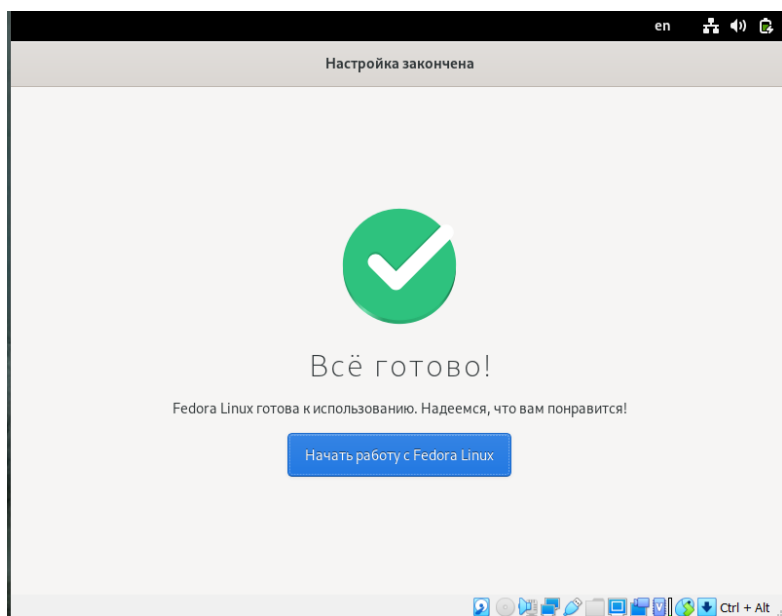 en
Настройка закончена
Всё готово!
Fedora Linux готова к использованию. Надеемся, что вам понравится!
Начать работу с Fedora Linux
Ctrl + Alt